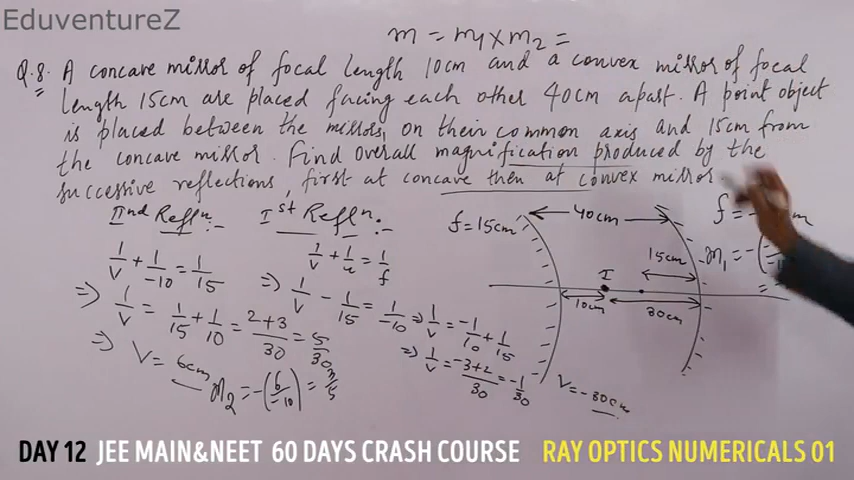 EduventureZ
m = m1 × m2 =
Q.8. A concave mirror of focal length 10cm and a convex mirror of focal
length 15cm are placed facing each other 40cm apart. A point object
is placed between the mirrors, on their common axis and 15cm from
the concave mirror. Find overall magnification produced by the
successive reflections, first at concave then at convex mirror.
IInd Refln:-
1/v + 1/-10 = 1/15
=> 1/v = 1/15 + 1/10 = 2+3/30 = 5/30
=> V = 6cm
m2 = -(6/-10) = 3/5
Ist Refln:-
1/v + 1/u = 1/f
=> 1/v - 1/15 = 1/-10
=> 1/v = -1/10 + 1/15
=> 1/v = -3+2/30 = -1/30
V = -30cm
f = 15cm
40cm
15cm
I
10cm
30cm
f = - m
m1 = -(
=
DAY 12 JEE MAIN&NEET 60 DAYS CRASH COURSE RAY OPTICS NUMERICALS 01